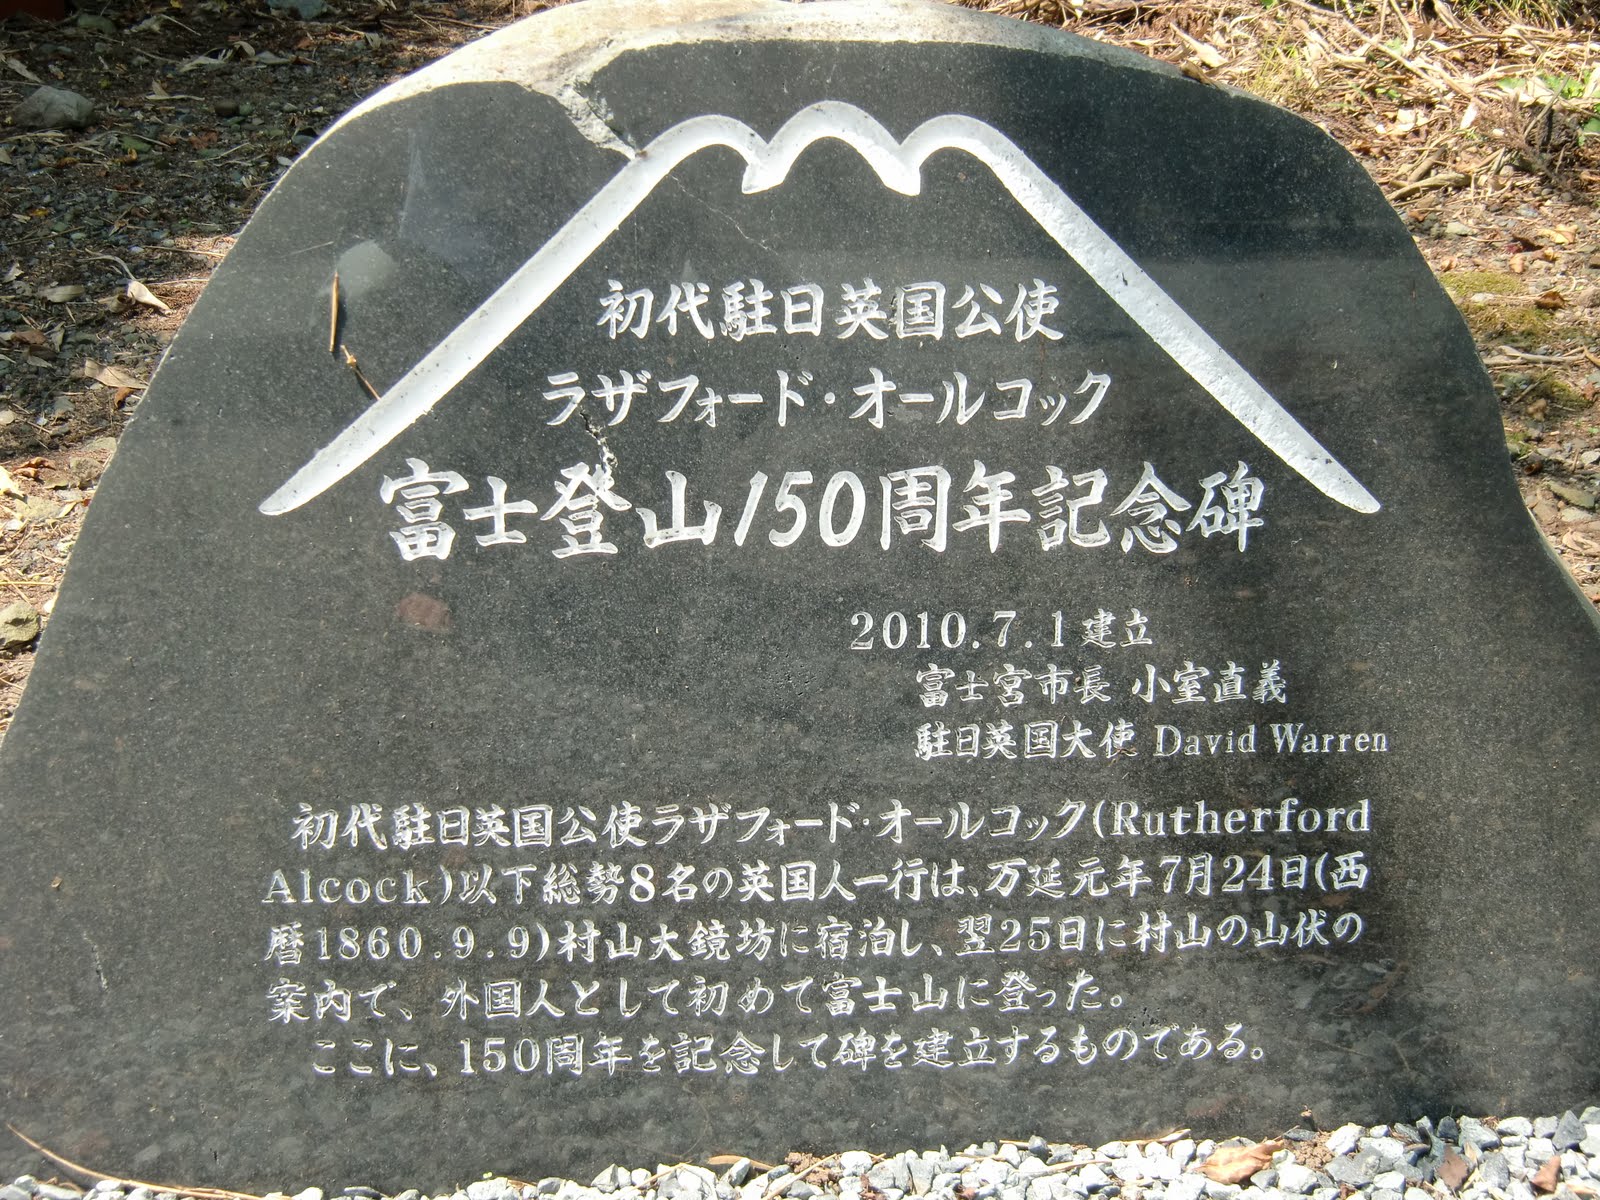 初代駐日英国公使
ラザフォード・オールコック
富士登山150周年記念碑
2010.7.1建立
富士宮市長 小室直義
駐日英国大使 David Warren
初代駐日英国公使ラザフォード・オールコック(Rutherford
Alcock)以下総勢8名の英国人一行は、万延元年7月24日(西
暦1860.9.9)村山大鏡坊に宿泊し、翌25日に村山の山伏の
案内で、外国人として初めて富士山に登った。
ここに、150周年を記念して碑を建立するものである。